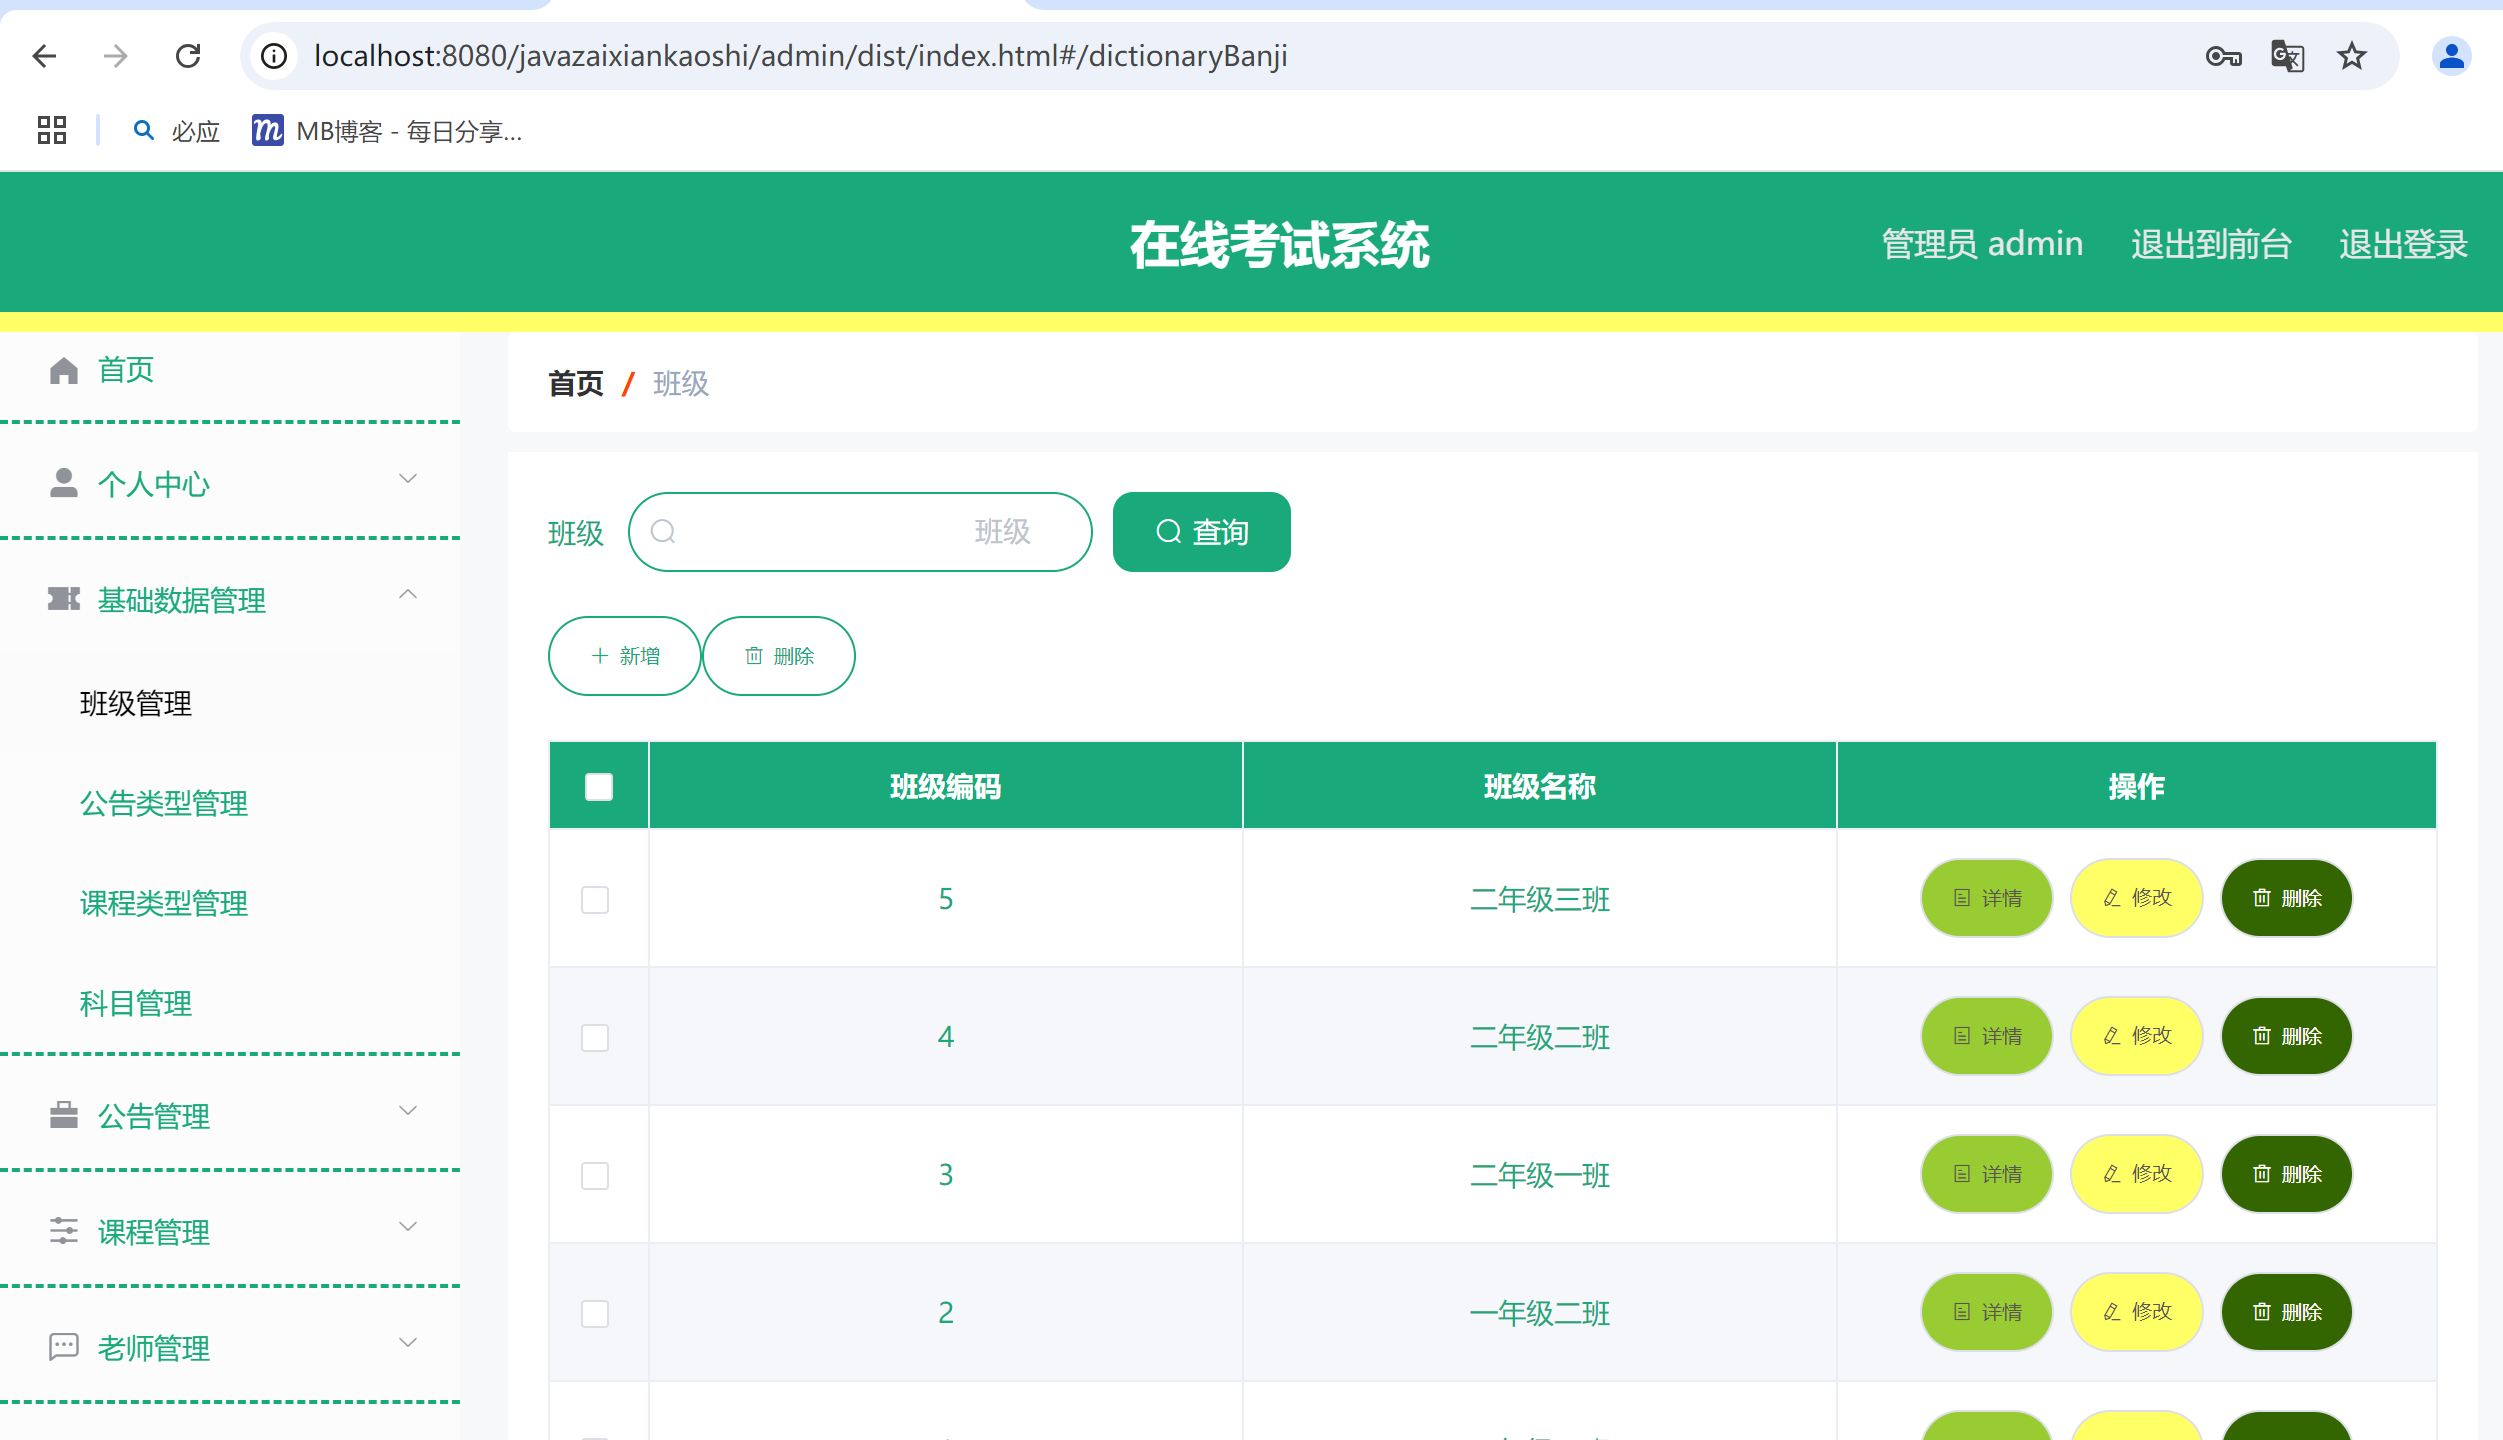 localhost:8080/javazaixiankaoshi/admin/dist/index.html#/dictionaryBanji
必应 MB博客 - 每日分享...
在线考试系统 管理员 admin 退出到前台 退出登录
首页
首页 / 班级
个人中心
班级 班级 查询
基础数据管理
新增 删除
班级管理
公告类型管理
课程类型管理
科目管理
公告管理
课程管理
老师管理
班级编码 班级名称 操作
5 二年级三班 详情 修改 删除
4 二年级二班 详情 修改 删除
3 二年级一班 详情 修改 删除
2 一年级二班 详情 修改 删除